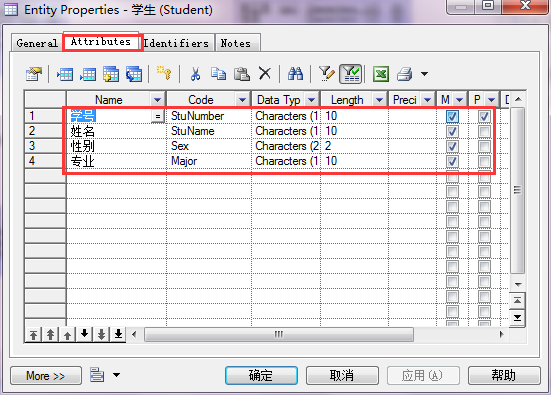 Entity Properties - 学生 (Student)
General Attributes Identifiers Notes
Name Code Data Typ Length Preci M P D
1 学号 = StuNumber Characters (1 10
2 姓名 StuName Characters (1 10
3 性别 Sex Characters (2 2
4 专业 Major Characters (1 10
More >> 确定 取消 应用(A) 帮助